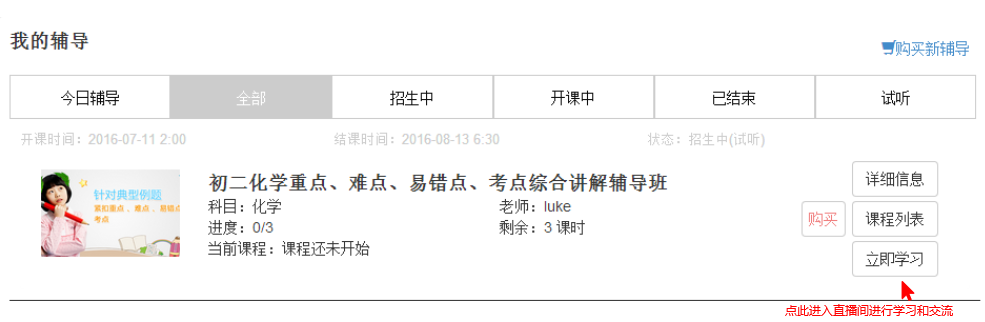 我的辅导
购买新辅导
今日辅导 全部 招生中 开课中 已结束 试听
开课时间：2016-07-11 2:00 结课时间：2016-08-13 6:30 状态：招生中(试听)
针对典型例题
紧扣重点，难点，易错点
考点
初二化学重点、难点、易错点、考点综合讲解辅导班
科目：化学 老师：luke
进度：0/3 剩余：3 课时
当前课程：课程还未开始
详细信息
购买 课程列表
立即学习
点此进入直播间进行学习和交流